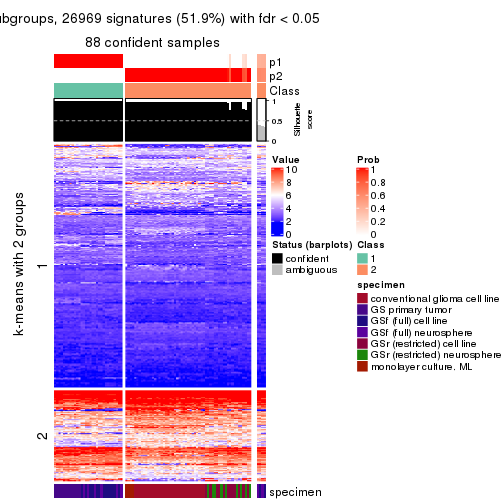 ubgroups, 26969 signatures (51.9%) with fdr < 0.05
88 confident samples
p1
p2
Class
1
0.5
0
Silhouette
score
k-means with 2 groups
1
2
specimen
Value
10
8
6
4
2
0
Prob
1
0.8
0.6
0.4
0.2
0
Status (barplots)
confident
ambiguous
Class
1
2
specimen
conventional glioma cell line
GS primary tumor
GSf (full) cell line
GSf (full) neurosphere
GSr (restricted) cell line
GSr (restricted) neurosphere
monolayer culture. ML